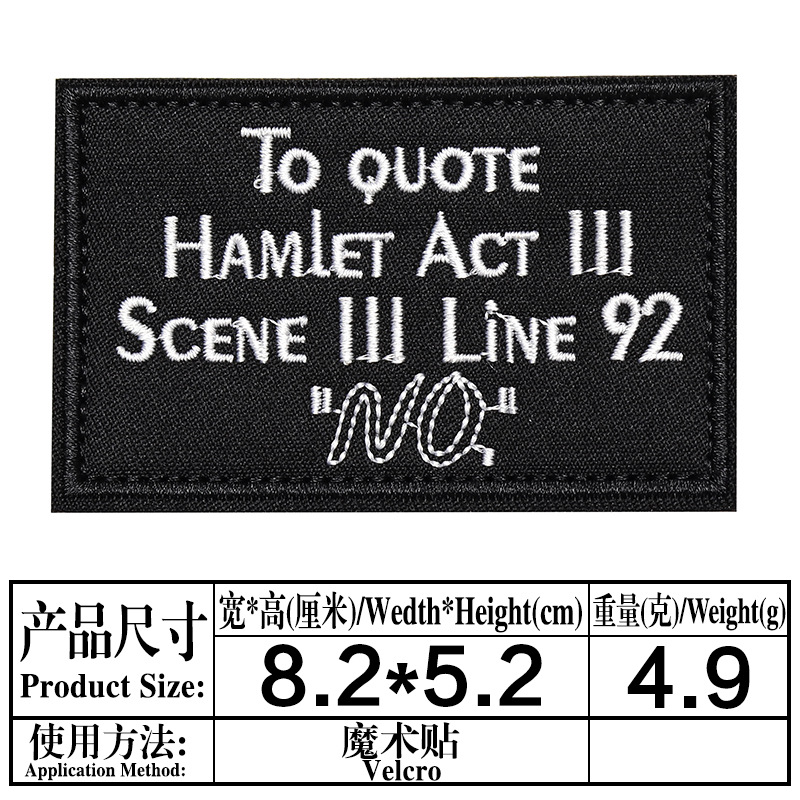 To QUOTE
HAMLET ACT III
SCENE III LINE 92
"NO."
产品尺寸
Product Size:
宽*高(厘米)/Wedth*Height(cm)
重量(克)/Weight(g)
8.2*5.2
4.9
使用方法:
Application Method:
魔术贴
Velcro